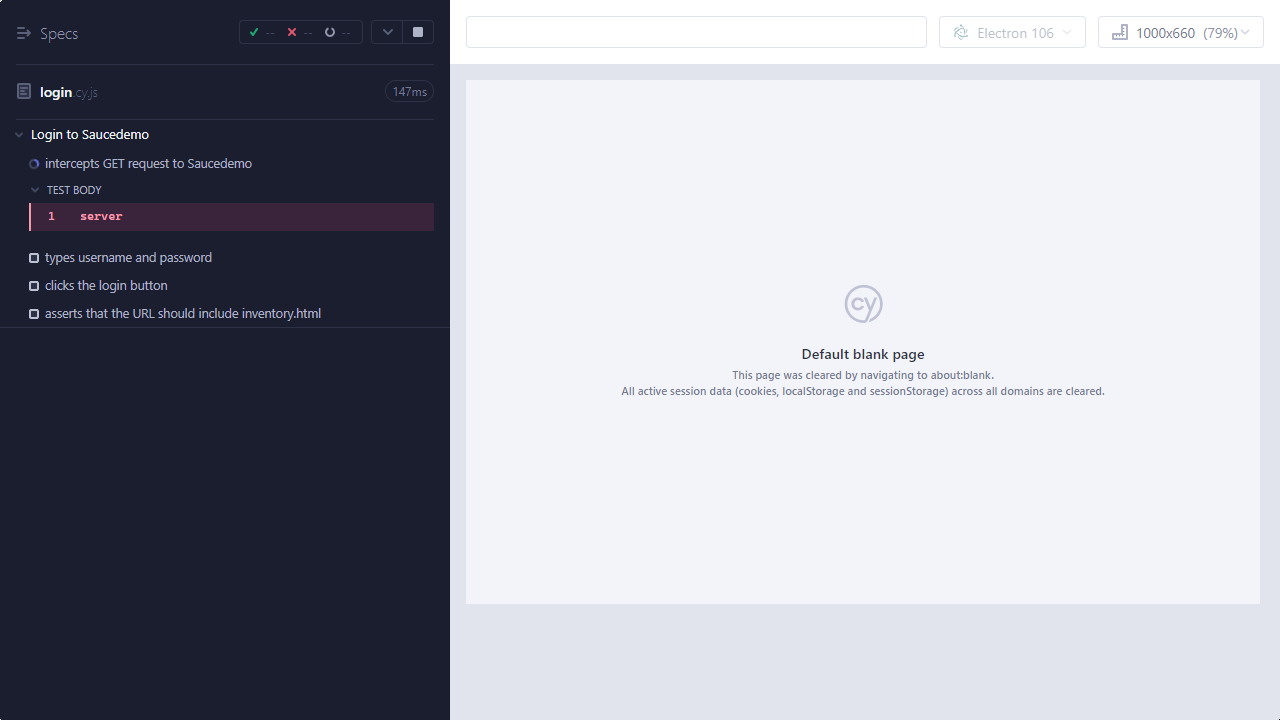 Specs
--
--
--
login.cy.js
147ms
Login to Saucedemo
intercepts GET request to Saucedemo
TEST BODY
1 server
types username and password
clicks the login button
asserts that the URL should include inventory.html
Electron 106
1000x660 (79%)
cy
Default blank page
This page was cleared by navigating to about:blank.
All active session data (cookies, localStorage and sessionStorage) across all domains are cleared.